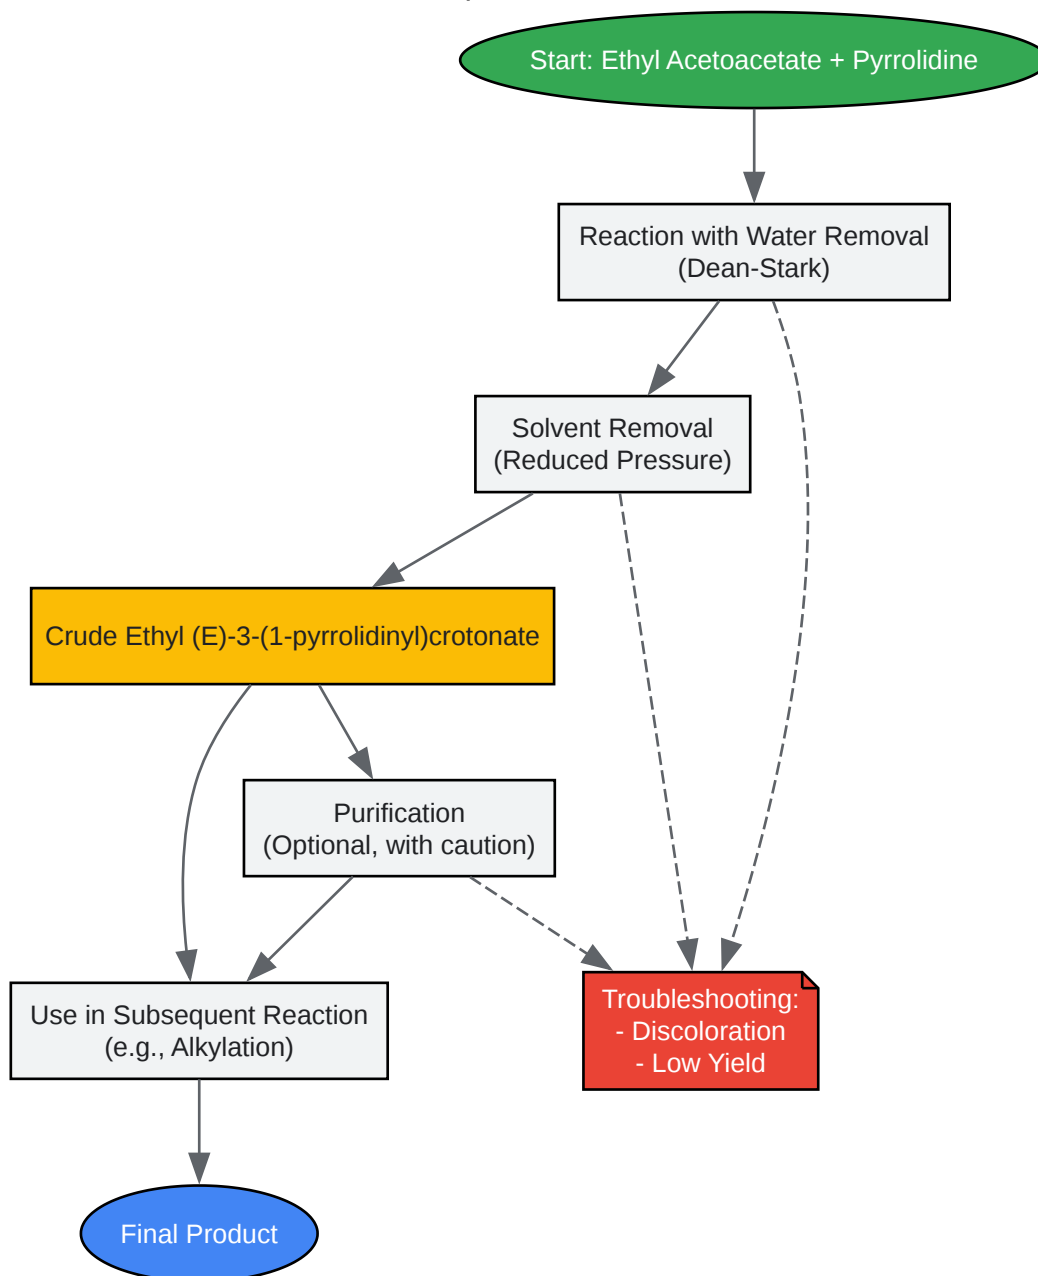 Start: Ethyl Acetoacetate + Pyrrolidine
Reaction with Water Removal
(Dean-Stark)
Solvent Removal
(Reduced Pressure)
Crude Ethyl (E)-3-(1-pyrrolidinyl)crotonate
Purification
(Optional, with caution)
Use in Subsequent Reaction
(e.g., Alkylation)
Troubleshooting:
- Discoloration
- Low Yield
Final Product